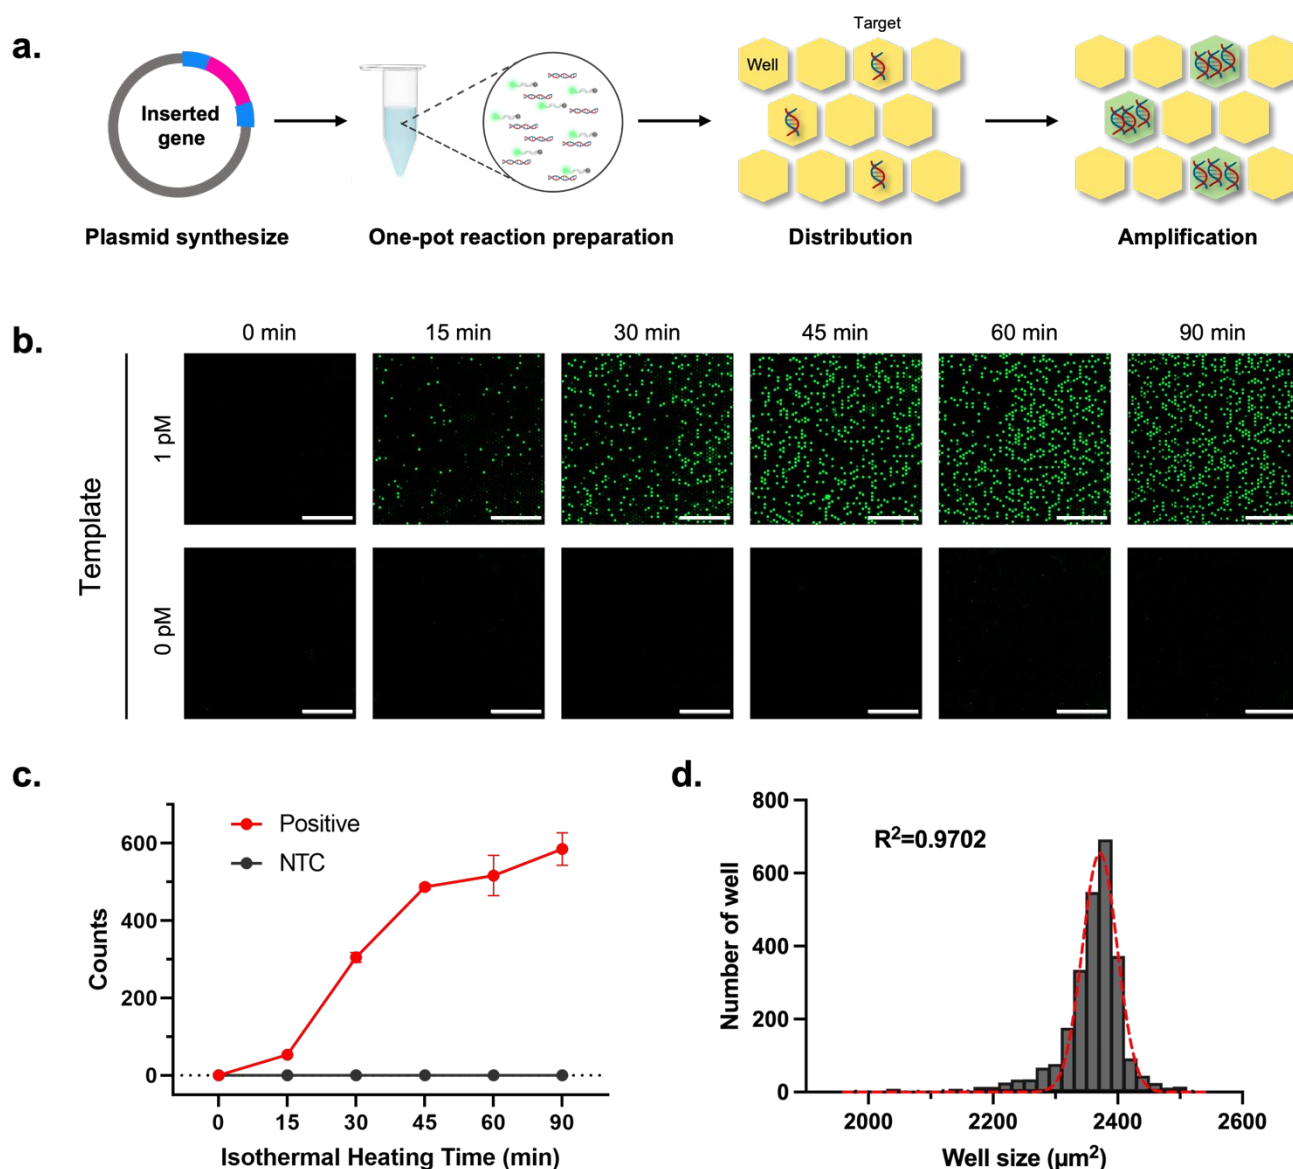 a.
Inserted
gene
Plasmid synthesize
One-pot reaction preparation
Target
Well
Distribution
Amplification
b.
0 min
15 min
30 min
45 min
60 min
90 min
Template
1 pM
0 pM
c.
Positive
NTC
Counts
600
400
200
0
0 15 30 45 60 90
Isothermal Heating Time (min)
d.
R²=0.9702
Number of well
800
600
400
200
0
2000 2200 2400 2600
Well size (µm²)